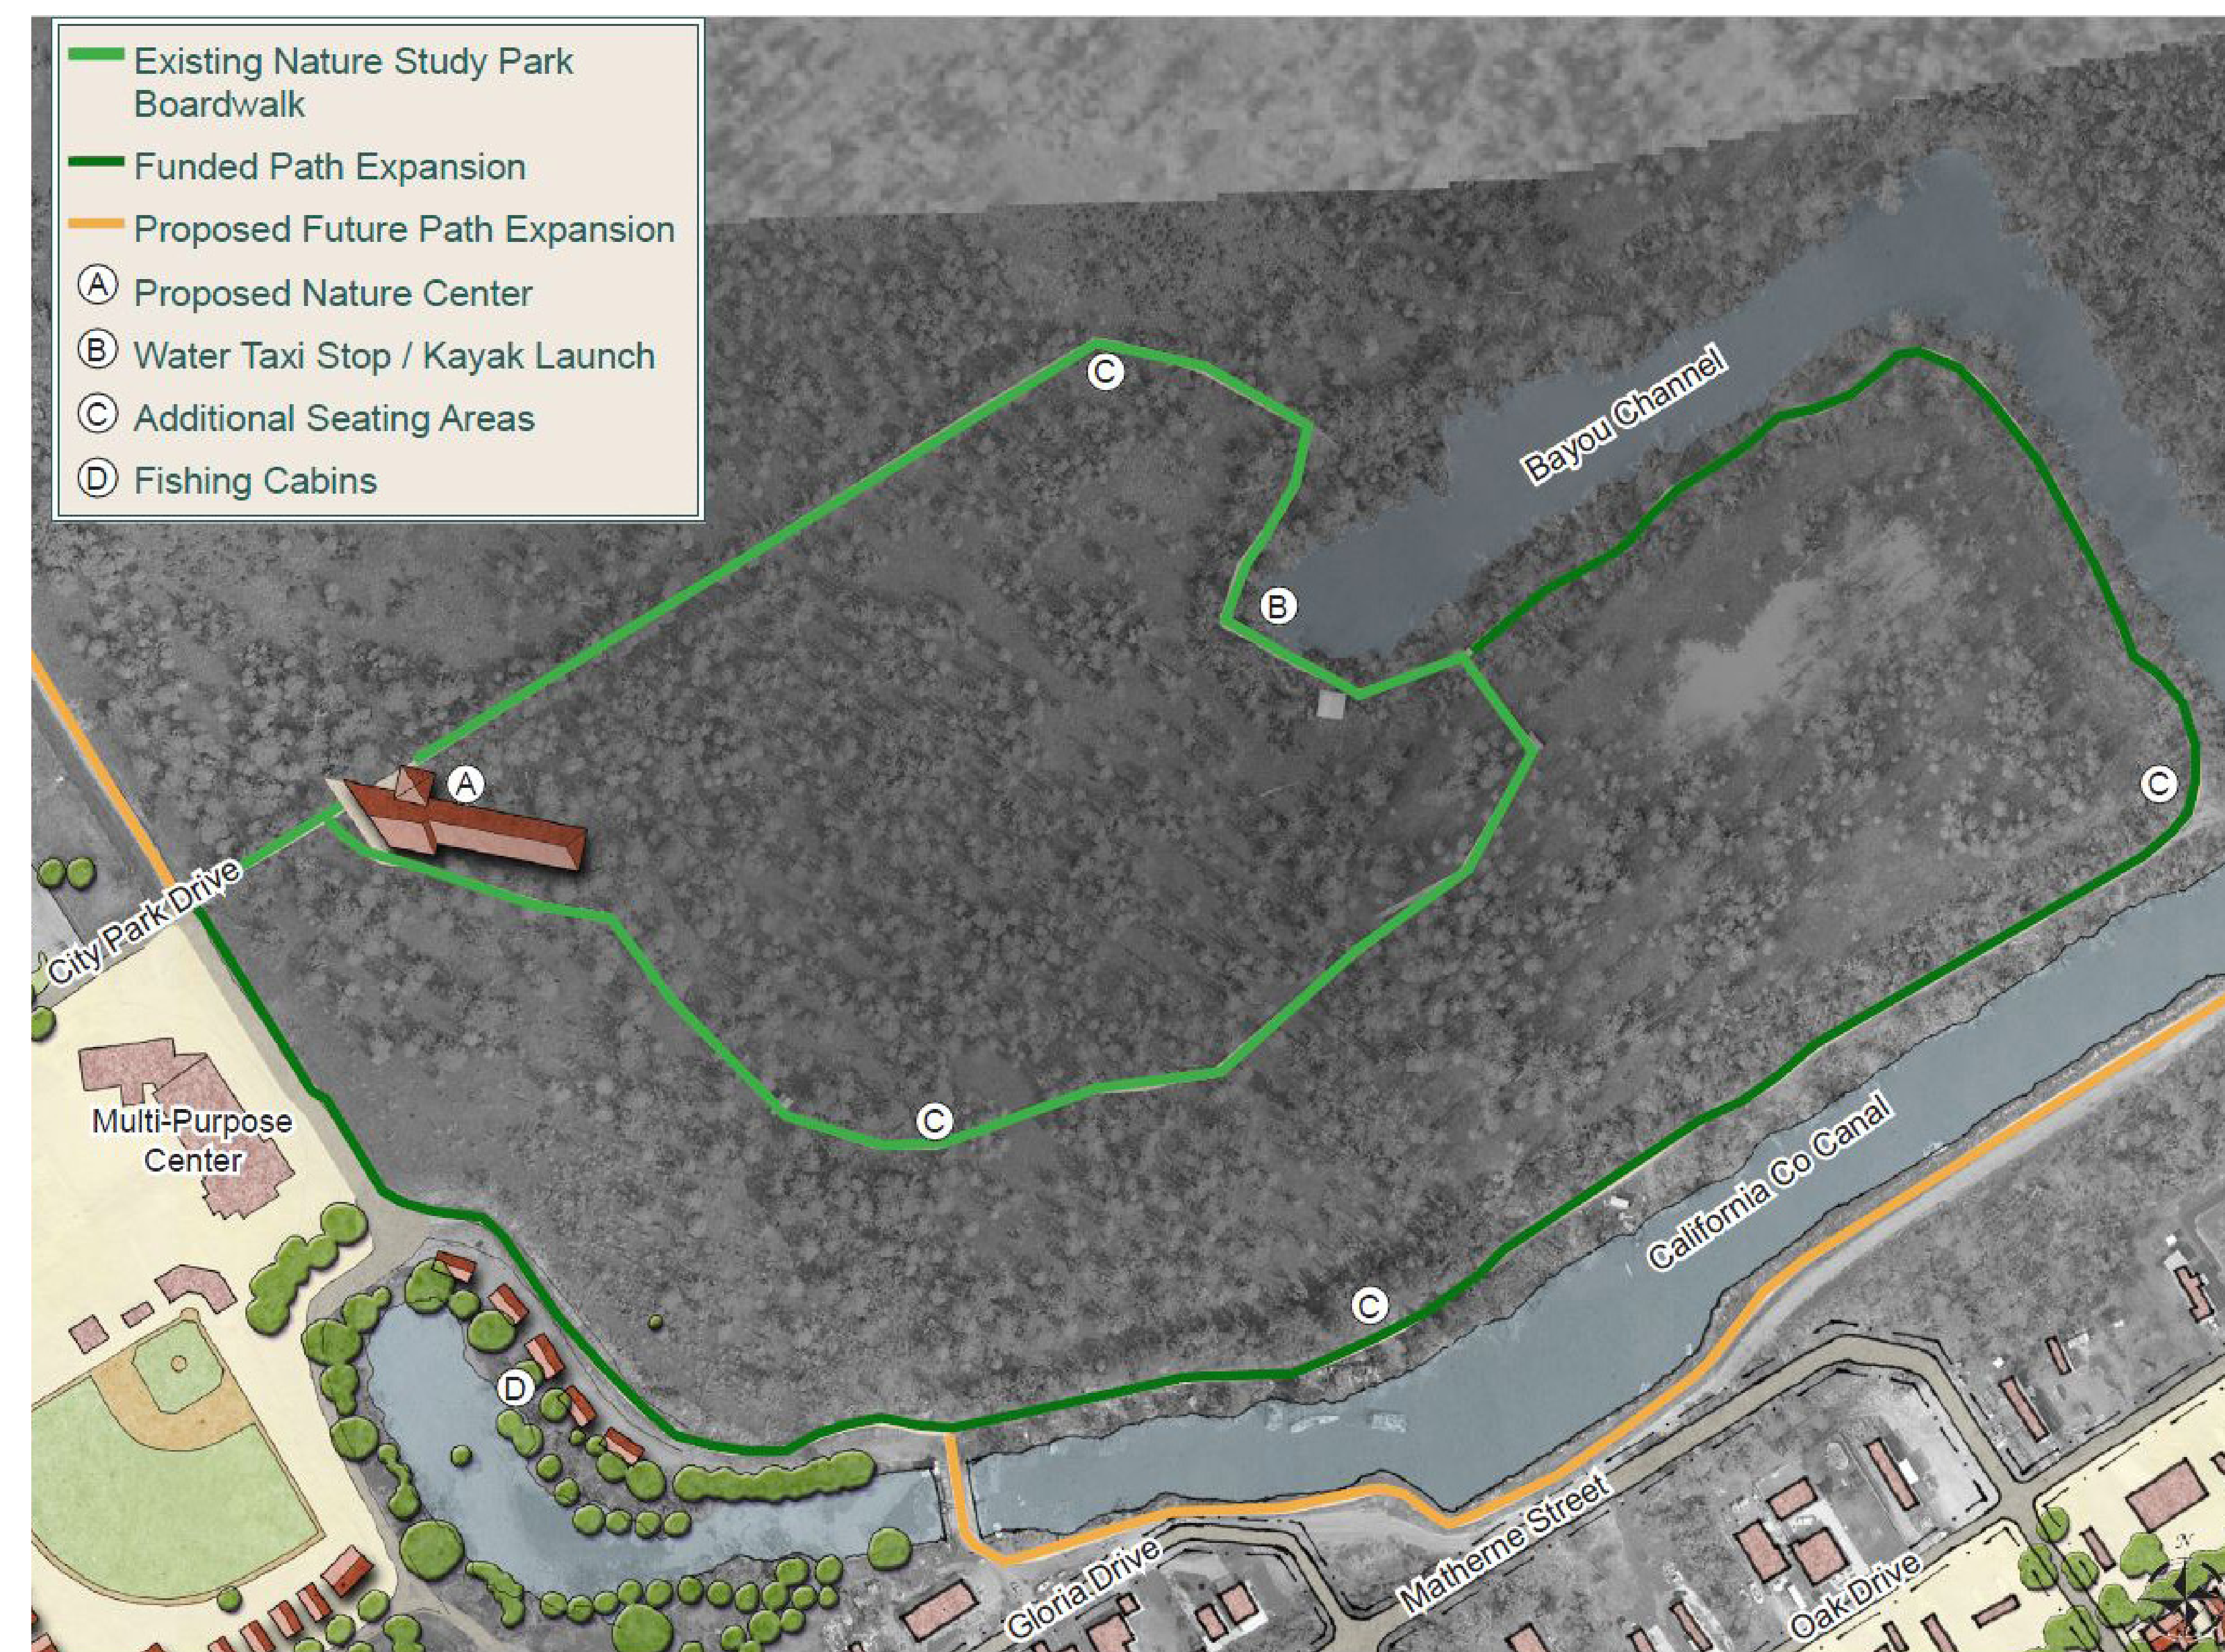 Existing Nature Study Park
Boardwalk
Funded Path Expansion
Proposed Future Path Expansion
A Proposed Nature Center
B Water Taxi Stop / Kayak Launch
C Additional Seating Areas
D Fishing Cabins
C
Bayou Channel
B
A
C
City Park Drive
Multi-Purpose
Center
C
California Co Canal
C
D
Gloria Drive
Matherne Street
Oak Drive
N